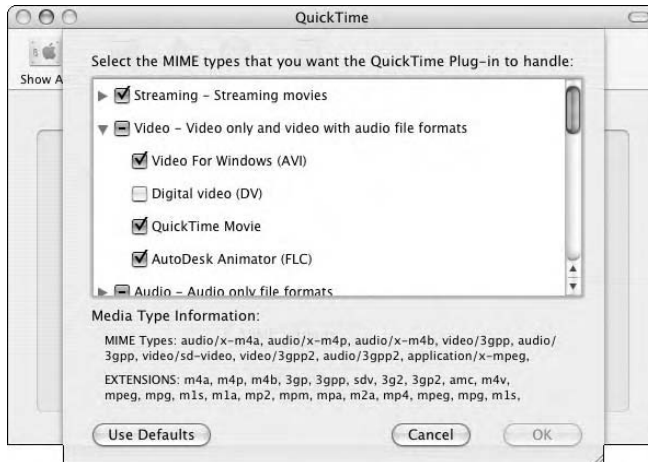 QuickTime
Show A
Select the MIME types that you want the QuickTime Plug-in to handle:
Streaming – Streaming movies
Video – Video only and video with audio file formats
Video For Windows (AVI)
Digital video (DV)
QuickTime Movie
AutoDesk Animator (FLC)
Audio – Audio only file formats
Media Type Information:
MIME Types: audio/x-m4a, audio/x-m4p, audio/x-m4b, video/3gpp, audio/
3gpp, video/sd-video, video/3gpp2, audio/3gpp2, application/x-mpeg,
EXTENSIONS: m4a, m4p, m4b, 3gp, 3gpp, sdv, 3g2, 3gp2, amc, m4v,
mpeg, mpg, m1s, m1a, mp2, mpm, mpa, m2a, mp4, mpeg, mpg, m1s,
Use Defaults
Cancel
OK